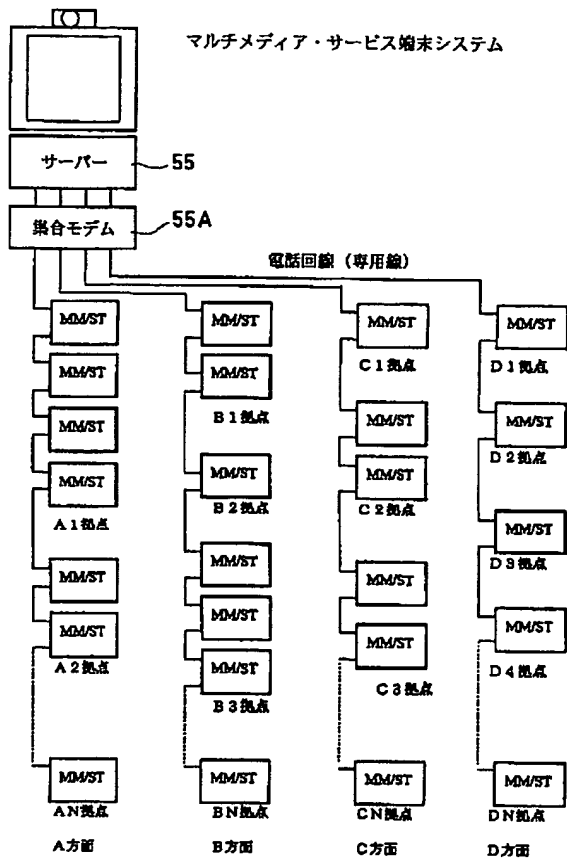 マルチメディア・サービス端末システム
サーバー
55
集合モデム
55A
電話回線（専用線）
MM/ST
MM/ST
MM/ST
MM/ST
A1拠点
MM/ST
MM/ST
A2拠点
MM/ST
AN拠点
A方面
MM/ST
MM/ST
B1拠点
MM/ST
B2拠点
MM/ST
MM/ST
MM/ST
B3拠点
MM/ST
BN拠点
B方面
MM/ST
C1拠点
MM/ST
MM/ST
C2拠点
MM/ST
MM/ST
C3拠点
MM/ST
CN拠点
C方面
MM/ST
D1拠点
MM/ST
D2拠点
MM/ST
D3拠点
MM/ST
D4拠点
MM/ST
DN拠点
D方面